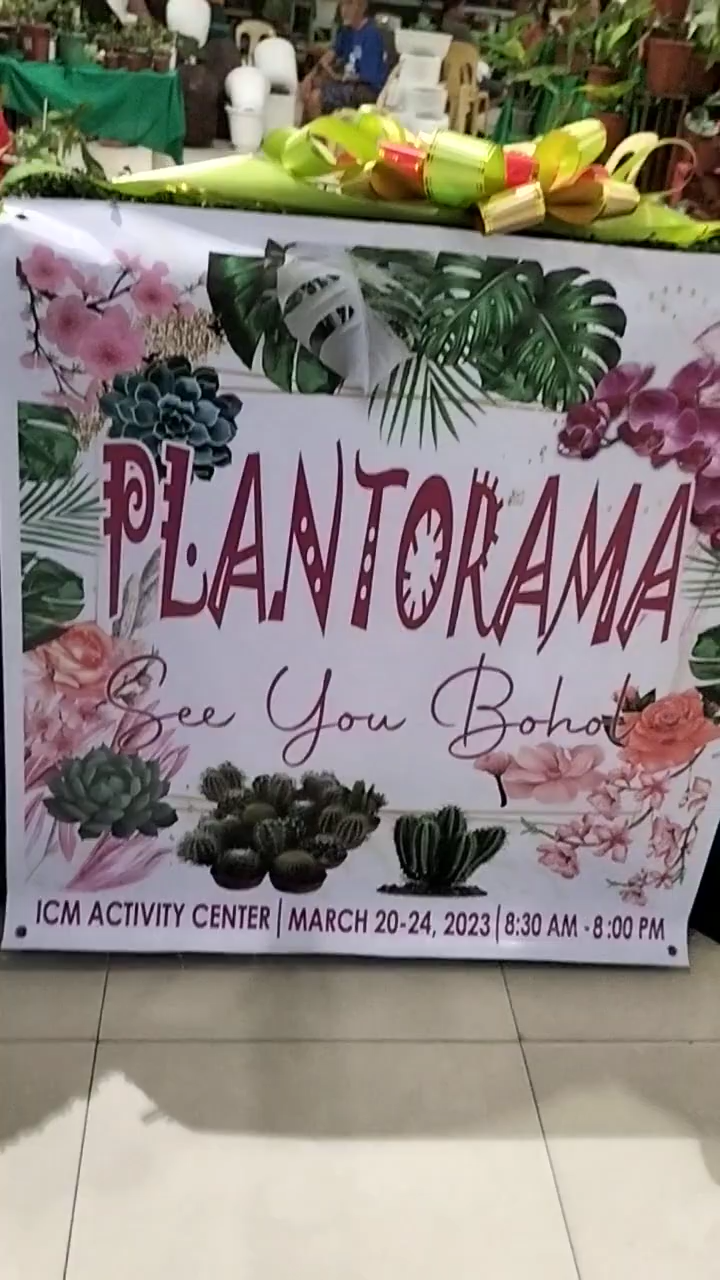 PLANTORAMA
See You Bohol
ICM ACTIVITY CENTER | MARCH 20-24, 2023 | 8:30 AM - 8:00 PM